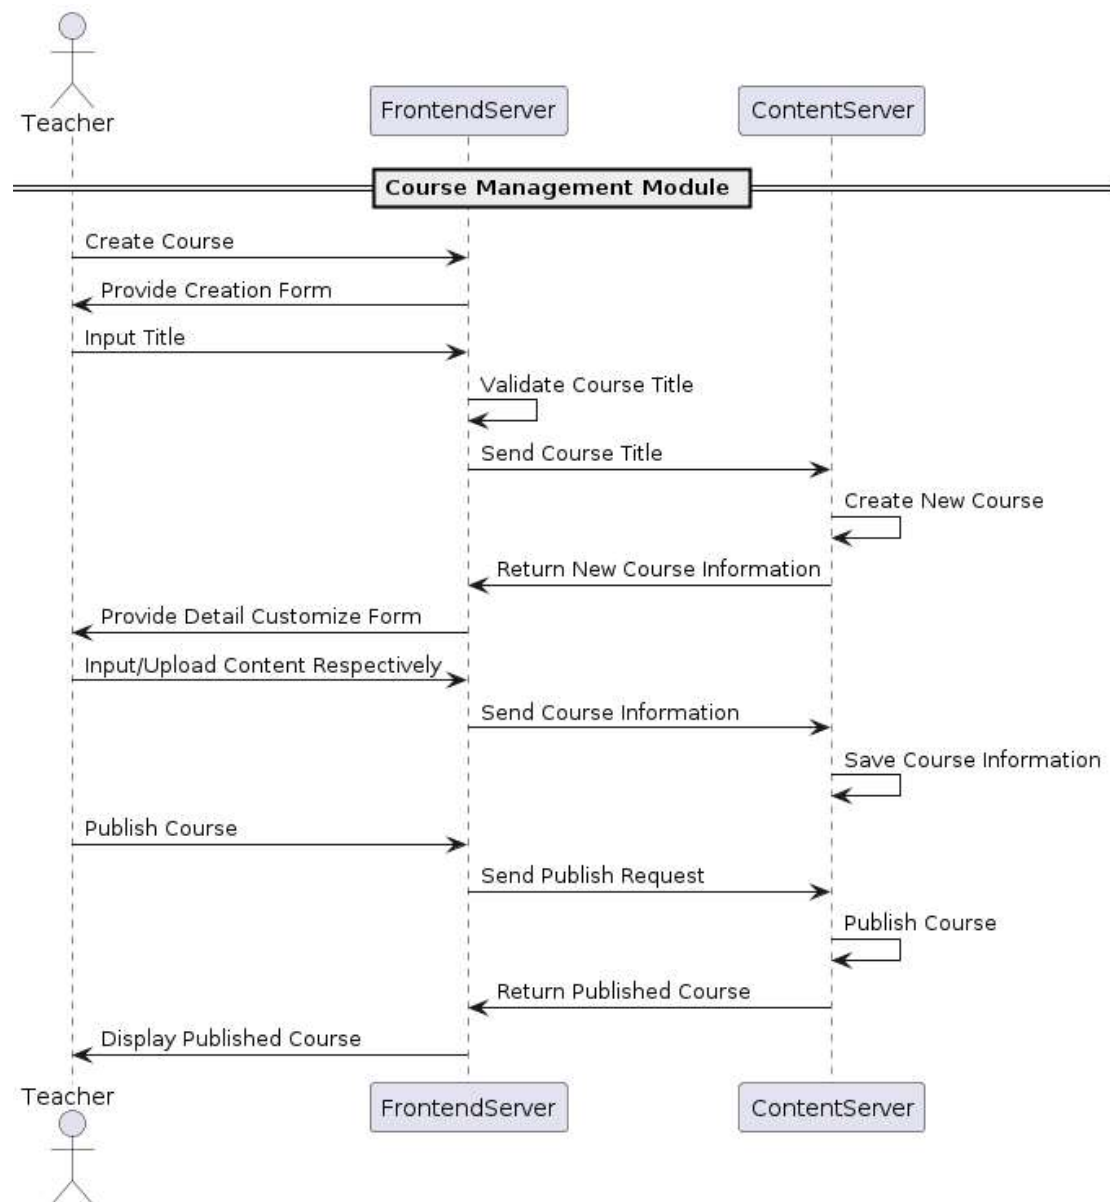 Teacher
FrontendServer
ContentServer
Course Management Module
Create Course
Provide Creation Form
Input Title
Validate Course Title
Send Course Title
Create New Course
Return New Course Information
Provide Detail Customize Form
Input/Upload Content Respectively
Send Course Information
Save Course Information
Publish Course
Send Publish Request
Publish Course
Return Published Course
Display Published Course
Teacher
FrontendServer
ContentServer